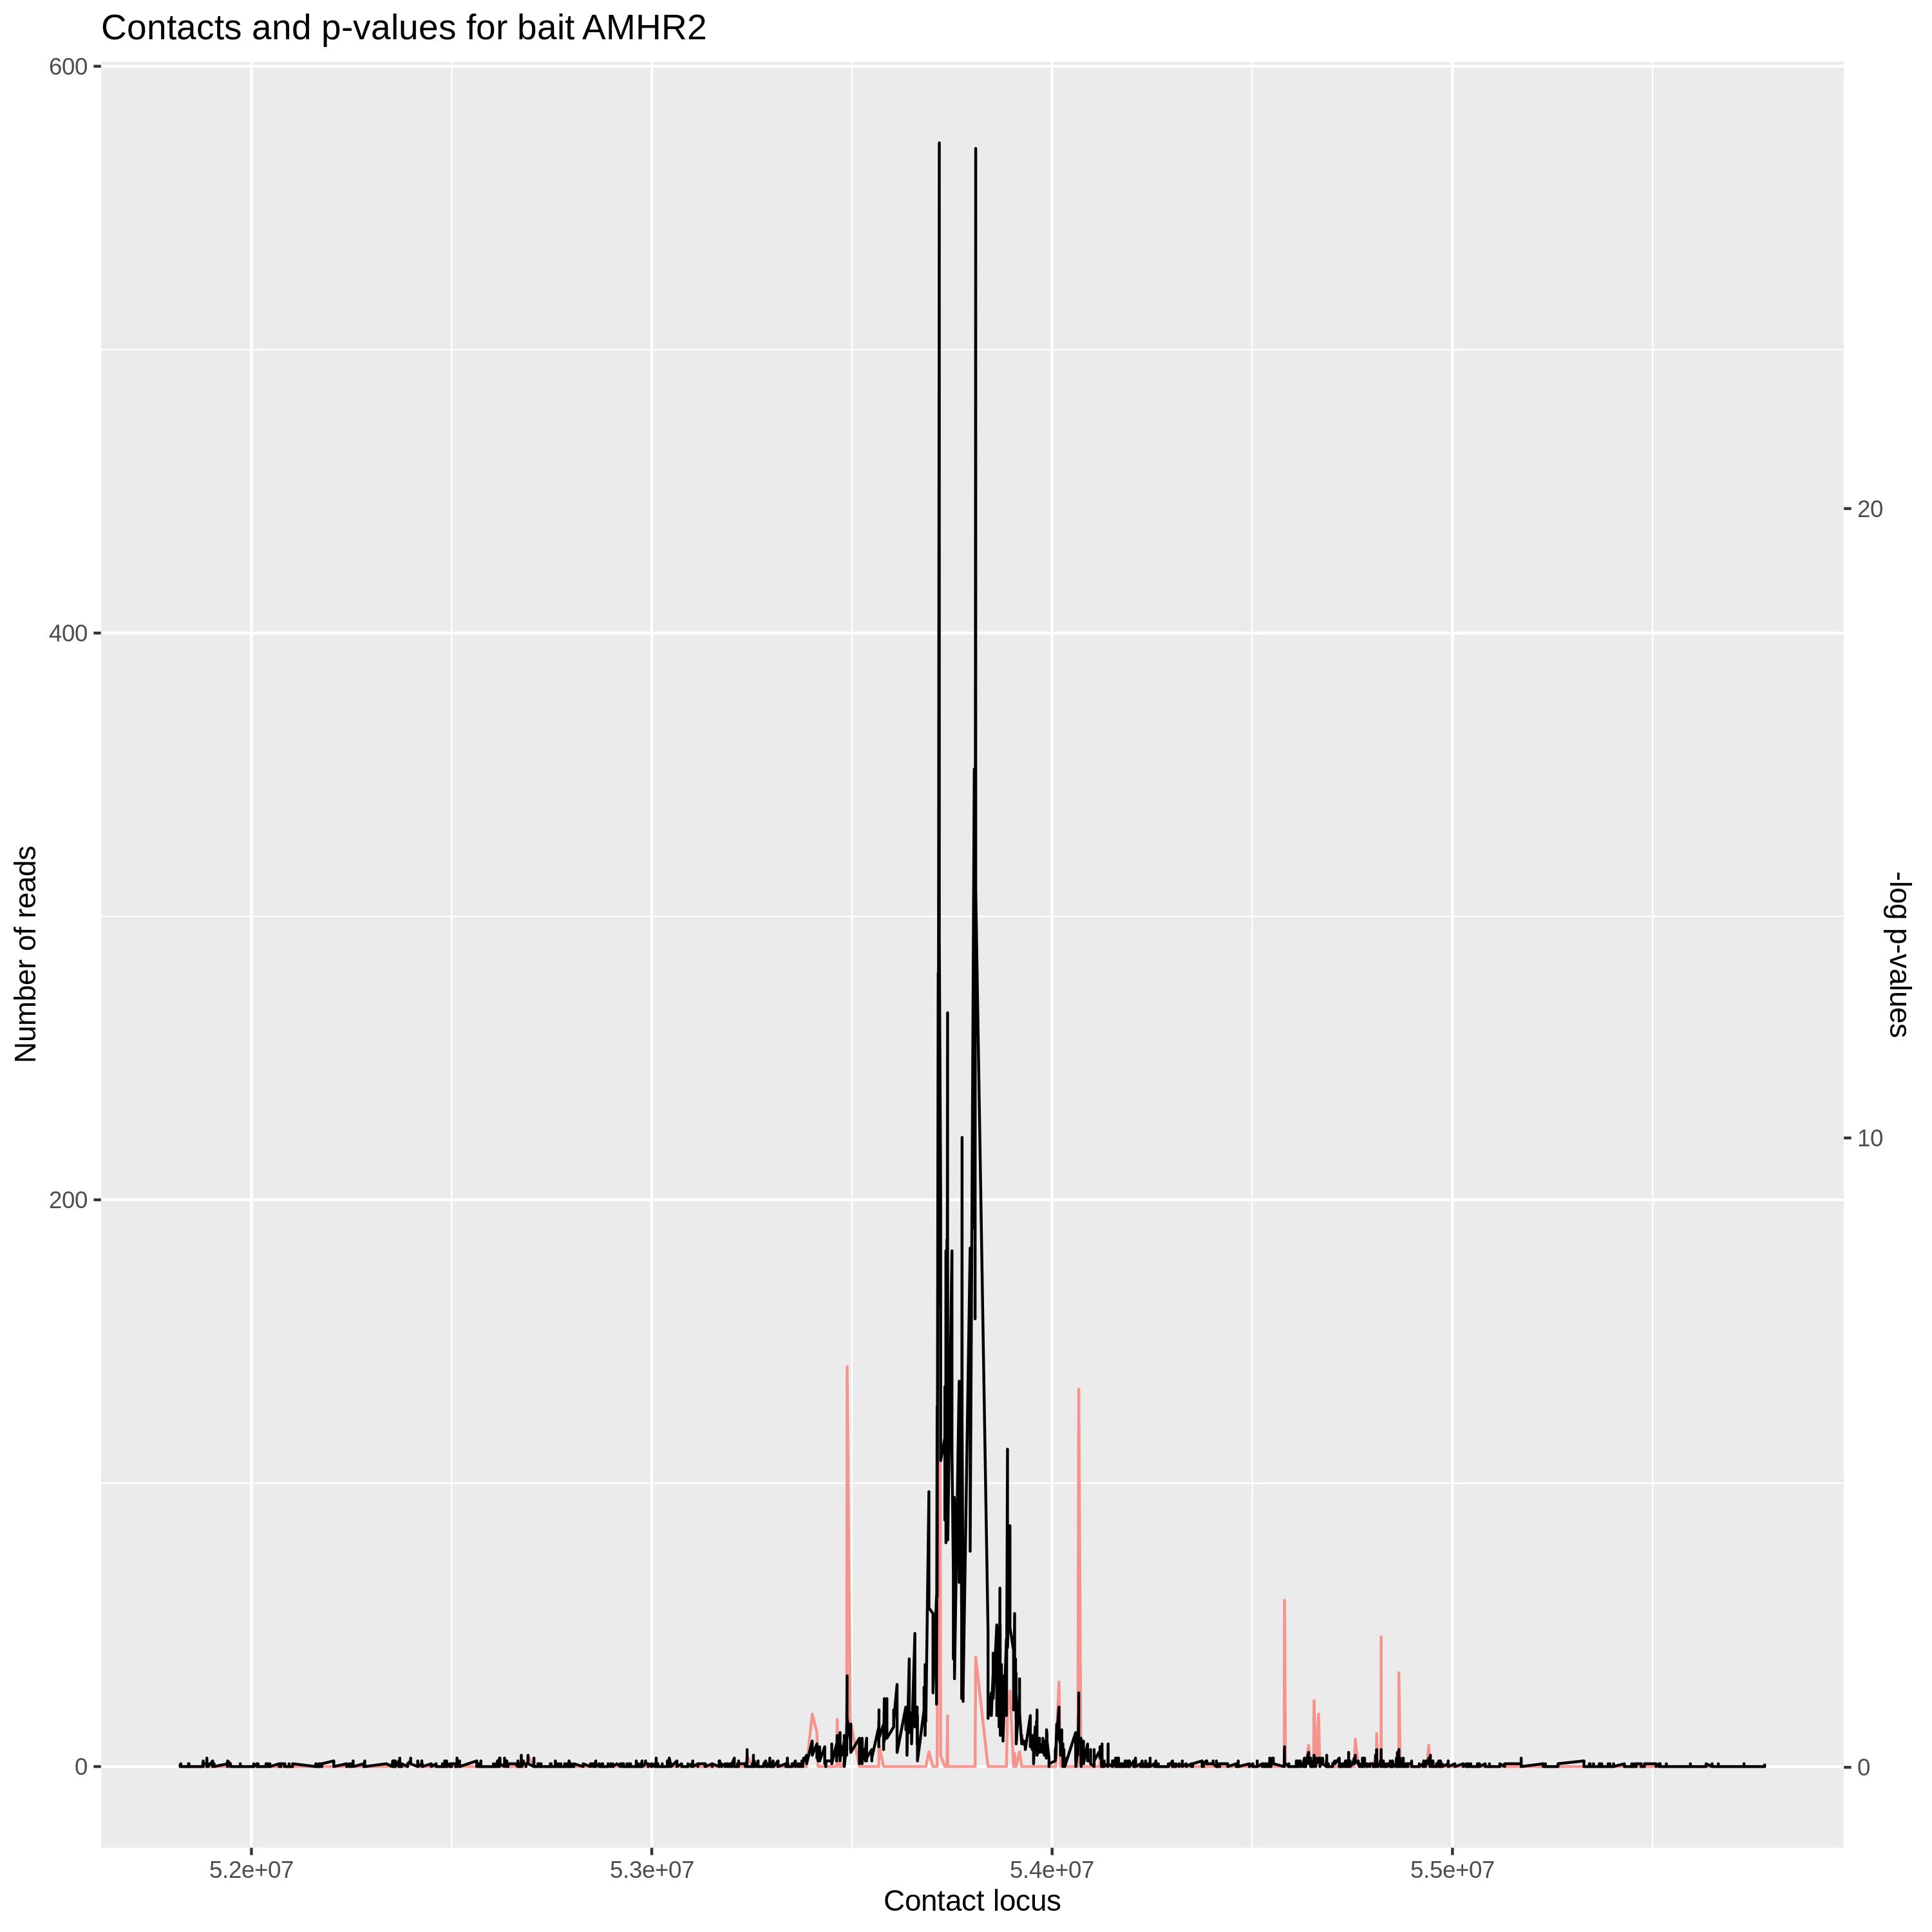 Contacts and p-values for bait AMHR2
600
400
200
0
Number of reads
20
10
0
-log p-values
5.2e+07
5.3e+07
5.4e+07
5.5e+07
Contact locus